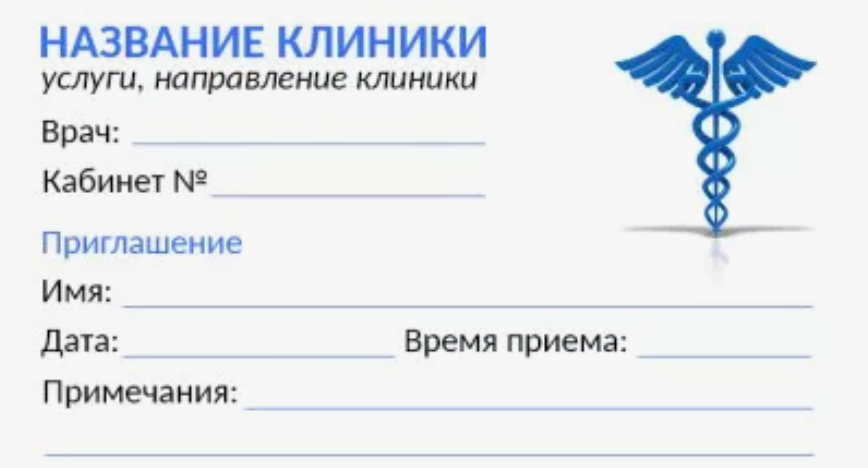 НАЗВАНИЕ КЛИНИКИ
услуги, направление клиники
Врач:
Кабинет №
Приглашение
Имя:
Дата: Время приема:
Примечания: